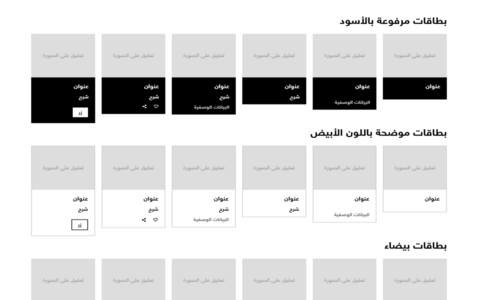 بطاقات مرفوعة بالأسود
تعليق على الصورة تعليق على الصورة تعليق على الصورة تعليق على الصورة تعليق على الصورة تعليق على الصورة
عنوان عنوان عنوان عنوان عنوان عنوان
شرح شرح شرح شرح
البيانات الوصفية البيانات الوصفية
زر
بطاقات موضحة باللون الأبيض
تعليق على الصورة تعليق على الصورة تعليق على الصورة تعليق على الصورة تعليق على الصورة تعليق على الصورة
عنوان عنوان عنوان عنوان عنوان عنوان
شرح شرح شرح شرح
البيانات الوصفية البيانات الوصفية
زر
بطاقات بيضاء
تعليق على الصورة تعليق على الصورة تعليق على الصورة تعليق على الصورة تعليق على الصورة تعليق على الصورة